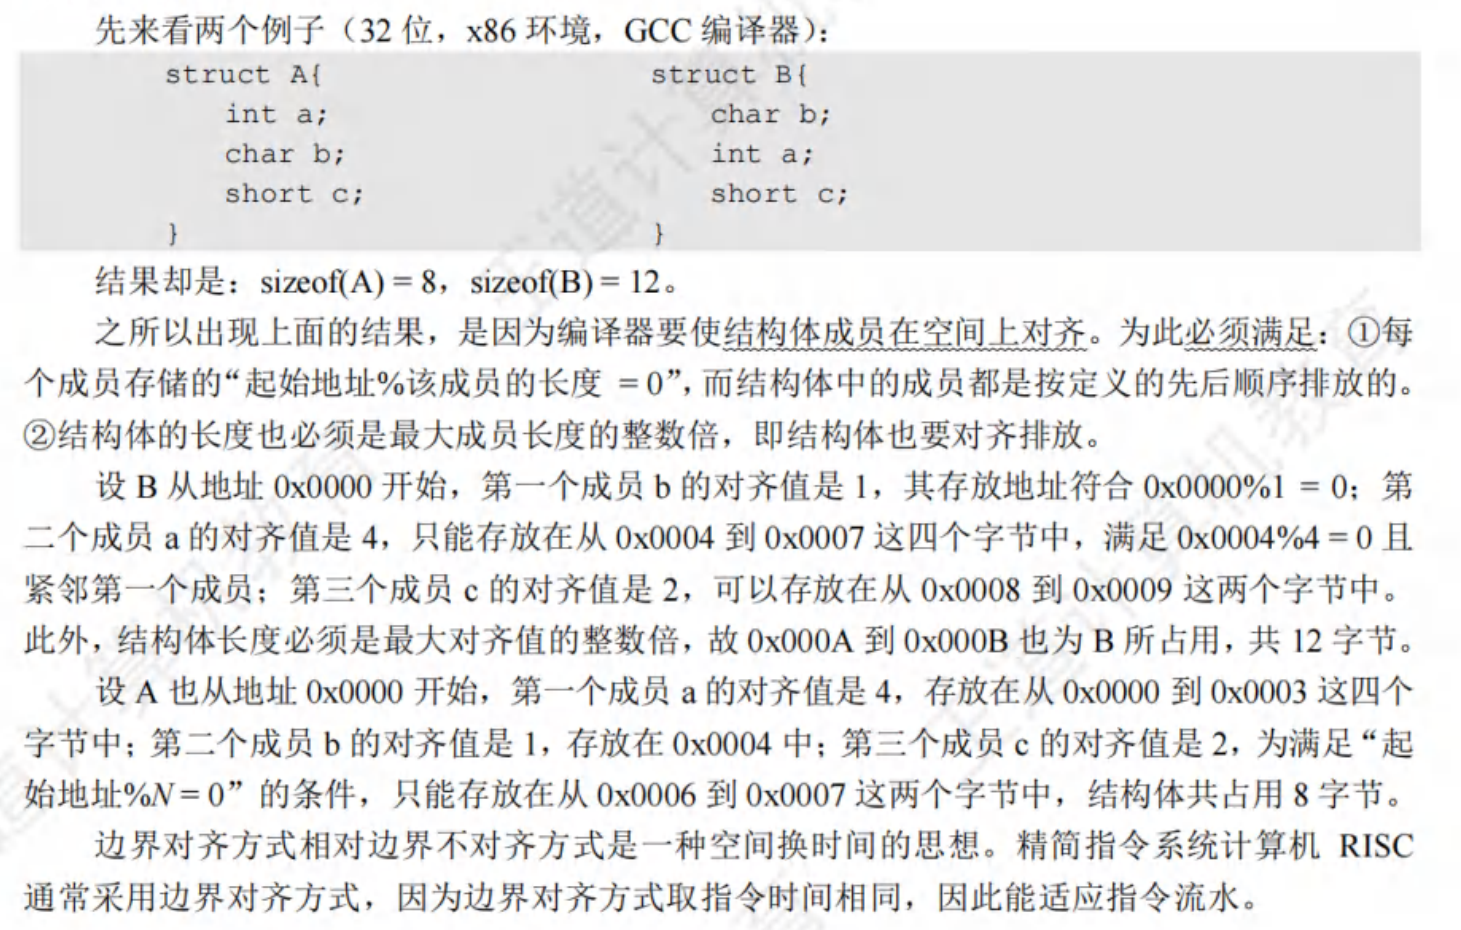 先来看两个例子（32 位，x86 环境，GCC 编译器）：
struct A{ struct B{
int a; char b;
char b; int a;
short c; short c;
} }
结果却是：sizeof(A) = 8，sizeof(B) = 12。
之所以出现上面的结果，是因为编译器要使结构体成员在空间上对齐。为此必须满足：①每
个成员存储的“起始地址%该成员的长度 = 0”，而结构体中的成员都是按定义的先后顺序排放的。
②结构体的长度也必须是最大成员长度的整数倍，即结构体也要对齐排放。
设 B 从地址 0x0000 开始，第一个成员 b 的对齐值是 1，其存放地址符合 0x0000%1 = 0；第
二个成员 a 的对齐值是 4，只能存放在从 0x0004 到 0x0007 这四个字节中，满足 0x0004%4 = 0 且
紧邻第一个成员；第三个成员 c 的对齐值是 2，可以存放在从 0x0008 到 0x0009 这两个字节中。
此外，结构体长度必须是最大对齐值的整数倍，故 0x000A 到 0x000B 也为 B 所占用，共 12 字节。
设 A 也从地址 0x0000 开始，第一个成员 a 的对齐值是 4，存放在从 0x0000 到 0x0003 这四个
字节中；第二个成员 b 的对齐值是 1，存放在 0x0004 中；第三个成员 c 的对齐值是 2，为满足“起
始地址%N = 0”的条件，只能存放在从 0x0006 到 0x0007 这两个字节中，结构体共占用 8 字节。
边界对齐方式相对边界不对齐方式是一种空间换时间的思想。精简指令系统计算机 RISC
通常采用边界对齐方式，因为边界对齐方式取指令时间相同，因此能适应指令流水。
王道计算机教育